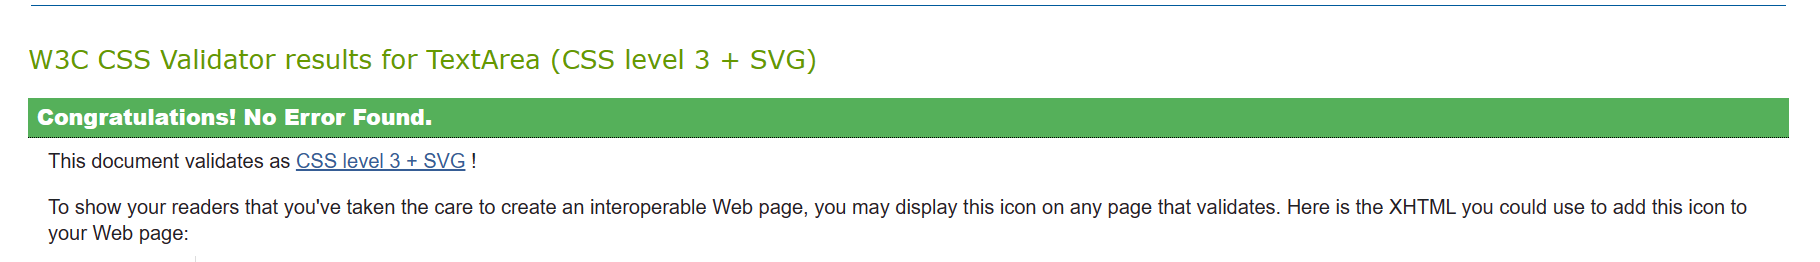 W3C CSS Validator results for TextArea (CSS level 3 + SVG)
Congratulations! No Error Found.
This document validates as CSS level 3 + SVG !
To show your readers that you've taken the care to create an interoperable Web page, you may display this icon on any page that validates. Here is the XHTML you could use to add this icon to
your Web page: